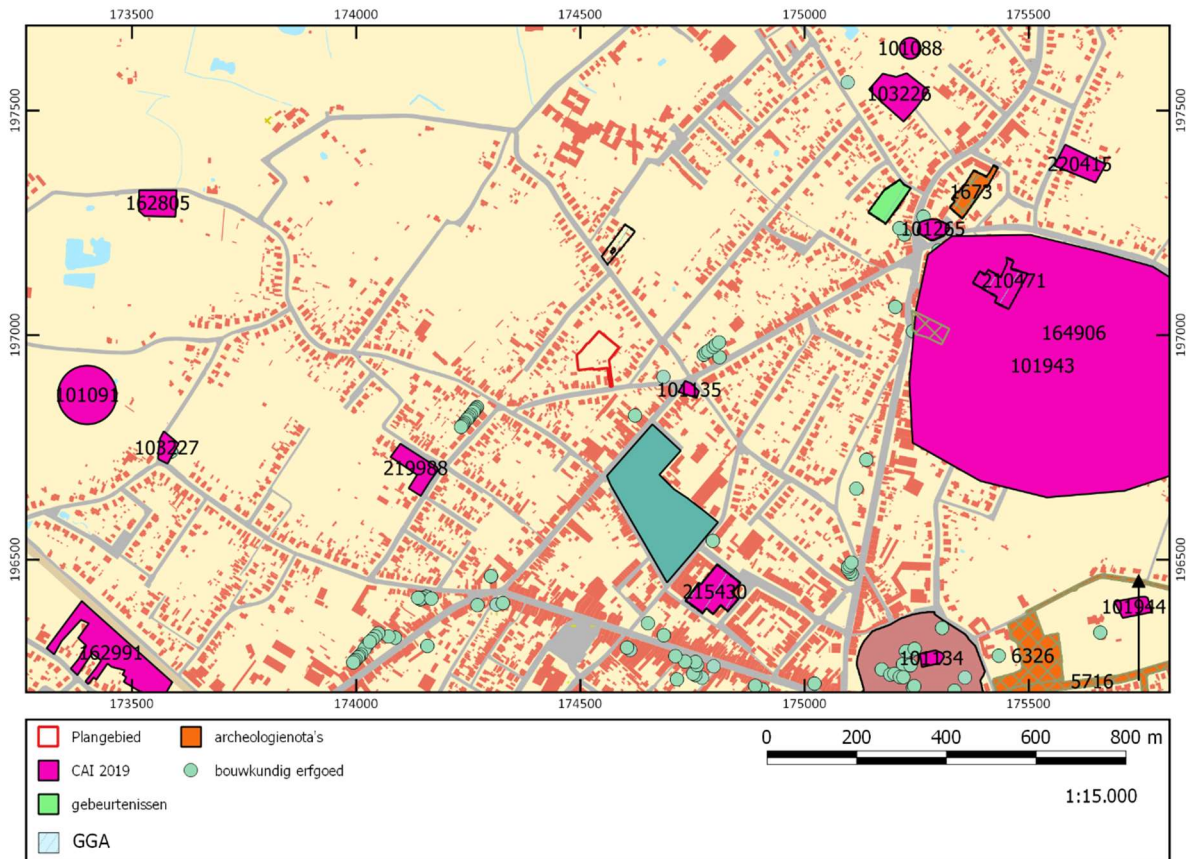 173500 174000 174500 175000 175500
101088
103226
197500 197500
220415
1673
162805
101265
210471
197000 164906 197000
101943
101091
104135
103227
219988
196500 196500
215430
101944
162991
101134 6326
5716
173500 174000 174500 175000 175500
Plangebied archeologienota's
CAI 2019 bouwkundig erfgoed
gebeurtenissen
GGA
0 200 400 600 800 m
1:15.000